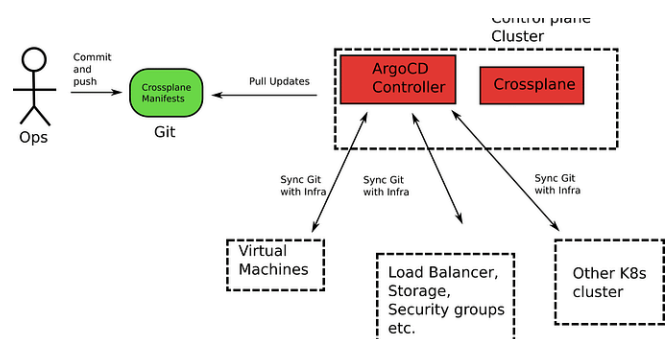 Control plane
Cluster
Commit
and
push
Crossplane
Manifests
Git
Ops
Pull Updates
ArgoCD
Controller
Crossplane
Sync Git
with Infra
Sync Git
with Infra
Sync Git
with Infra
Virtual
Machines
Load Balancer,
Storage,
Security groups
etc.
Other K8s
cluster